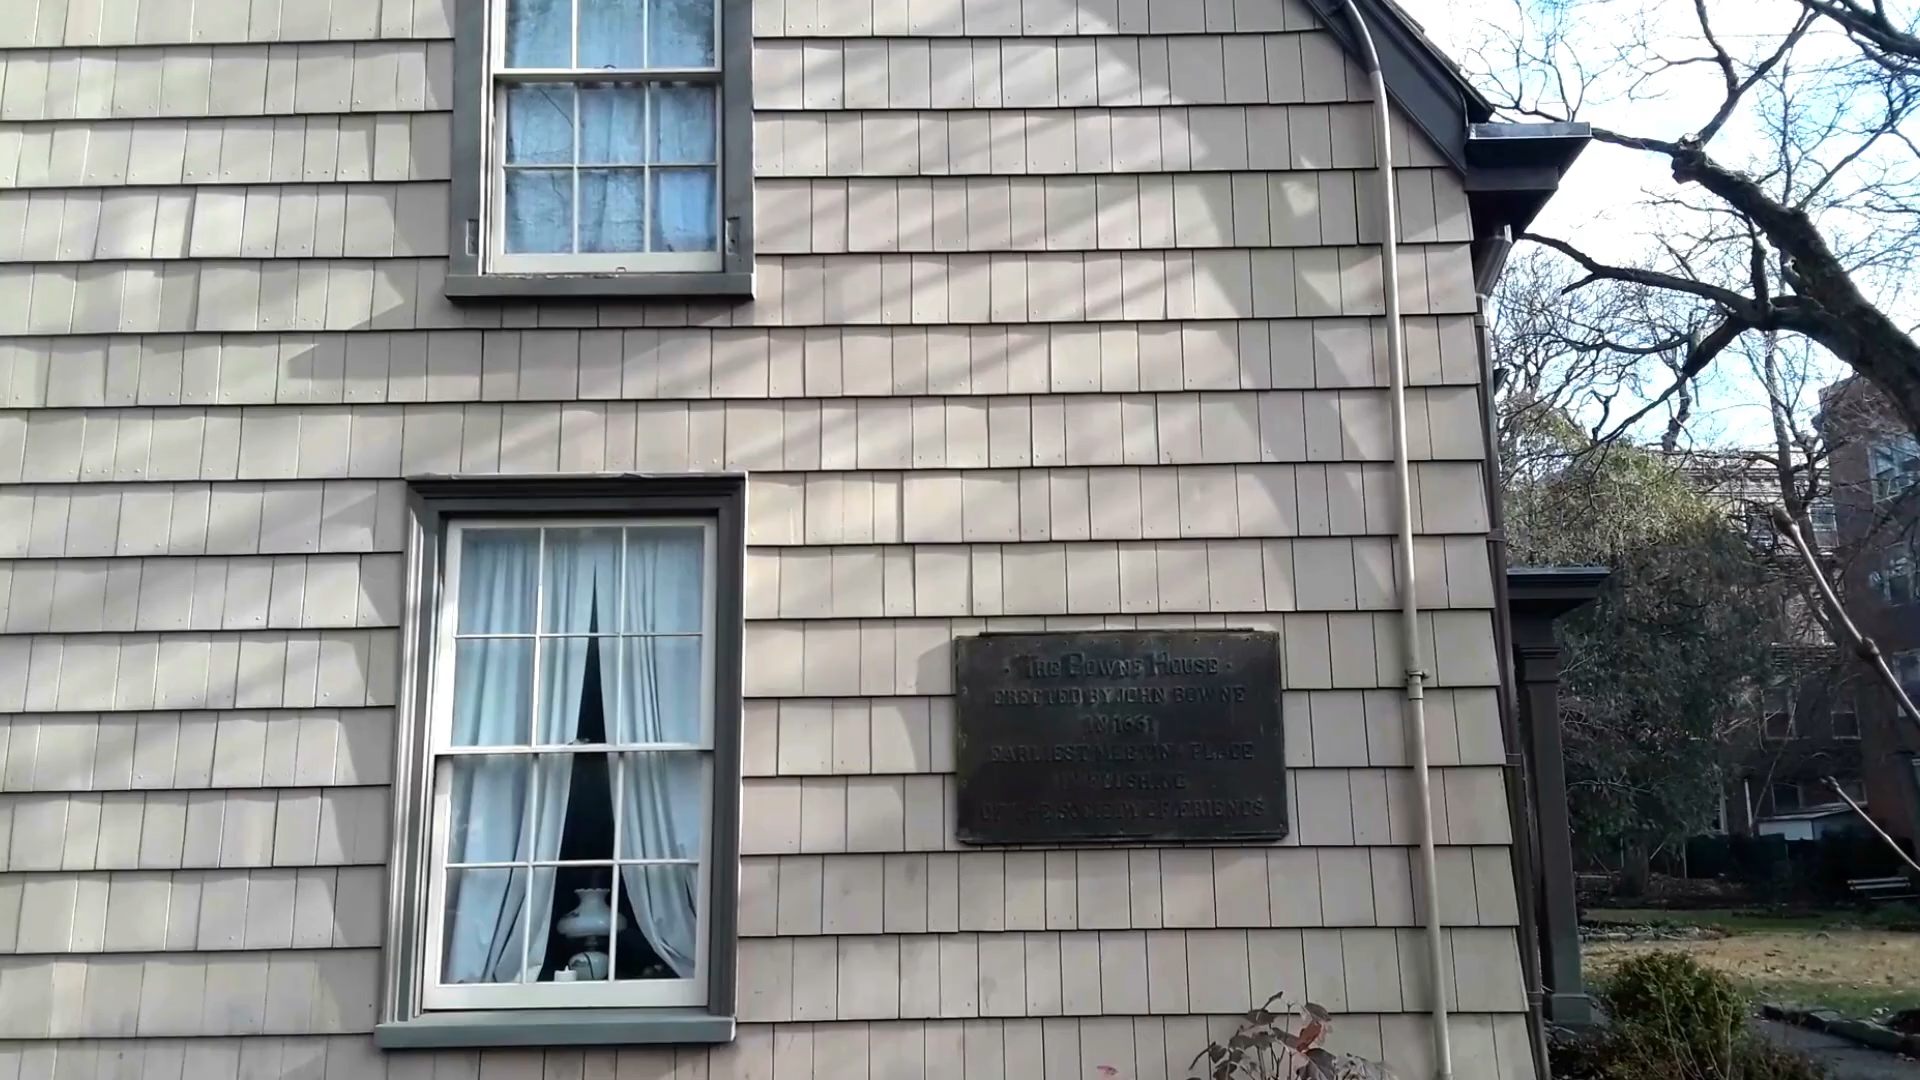 · THE BOWNE HOUSE ·
ERECTED BY JOHN BOWNE
IN 1661
EARLIEST MEETING PLACE
IN FLUSHING
OF THE SOCIETY OF FRIENDS